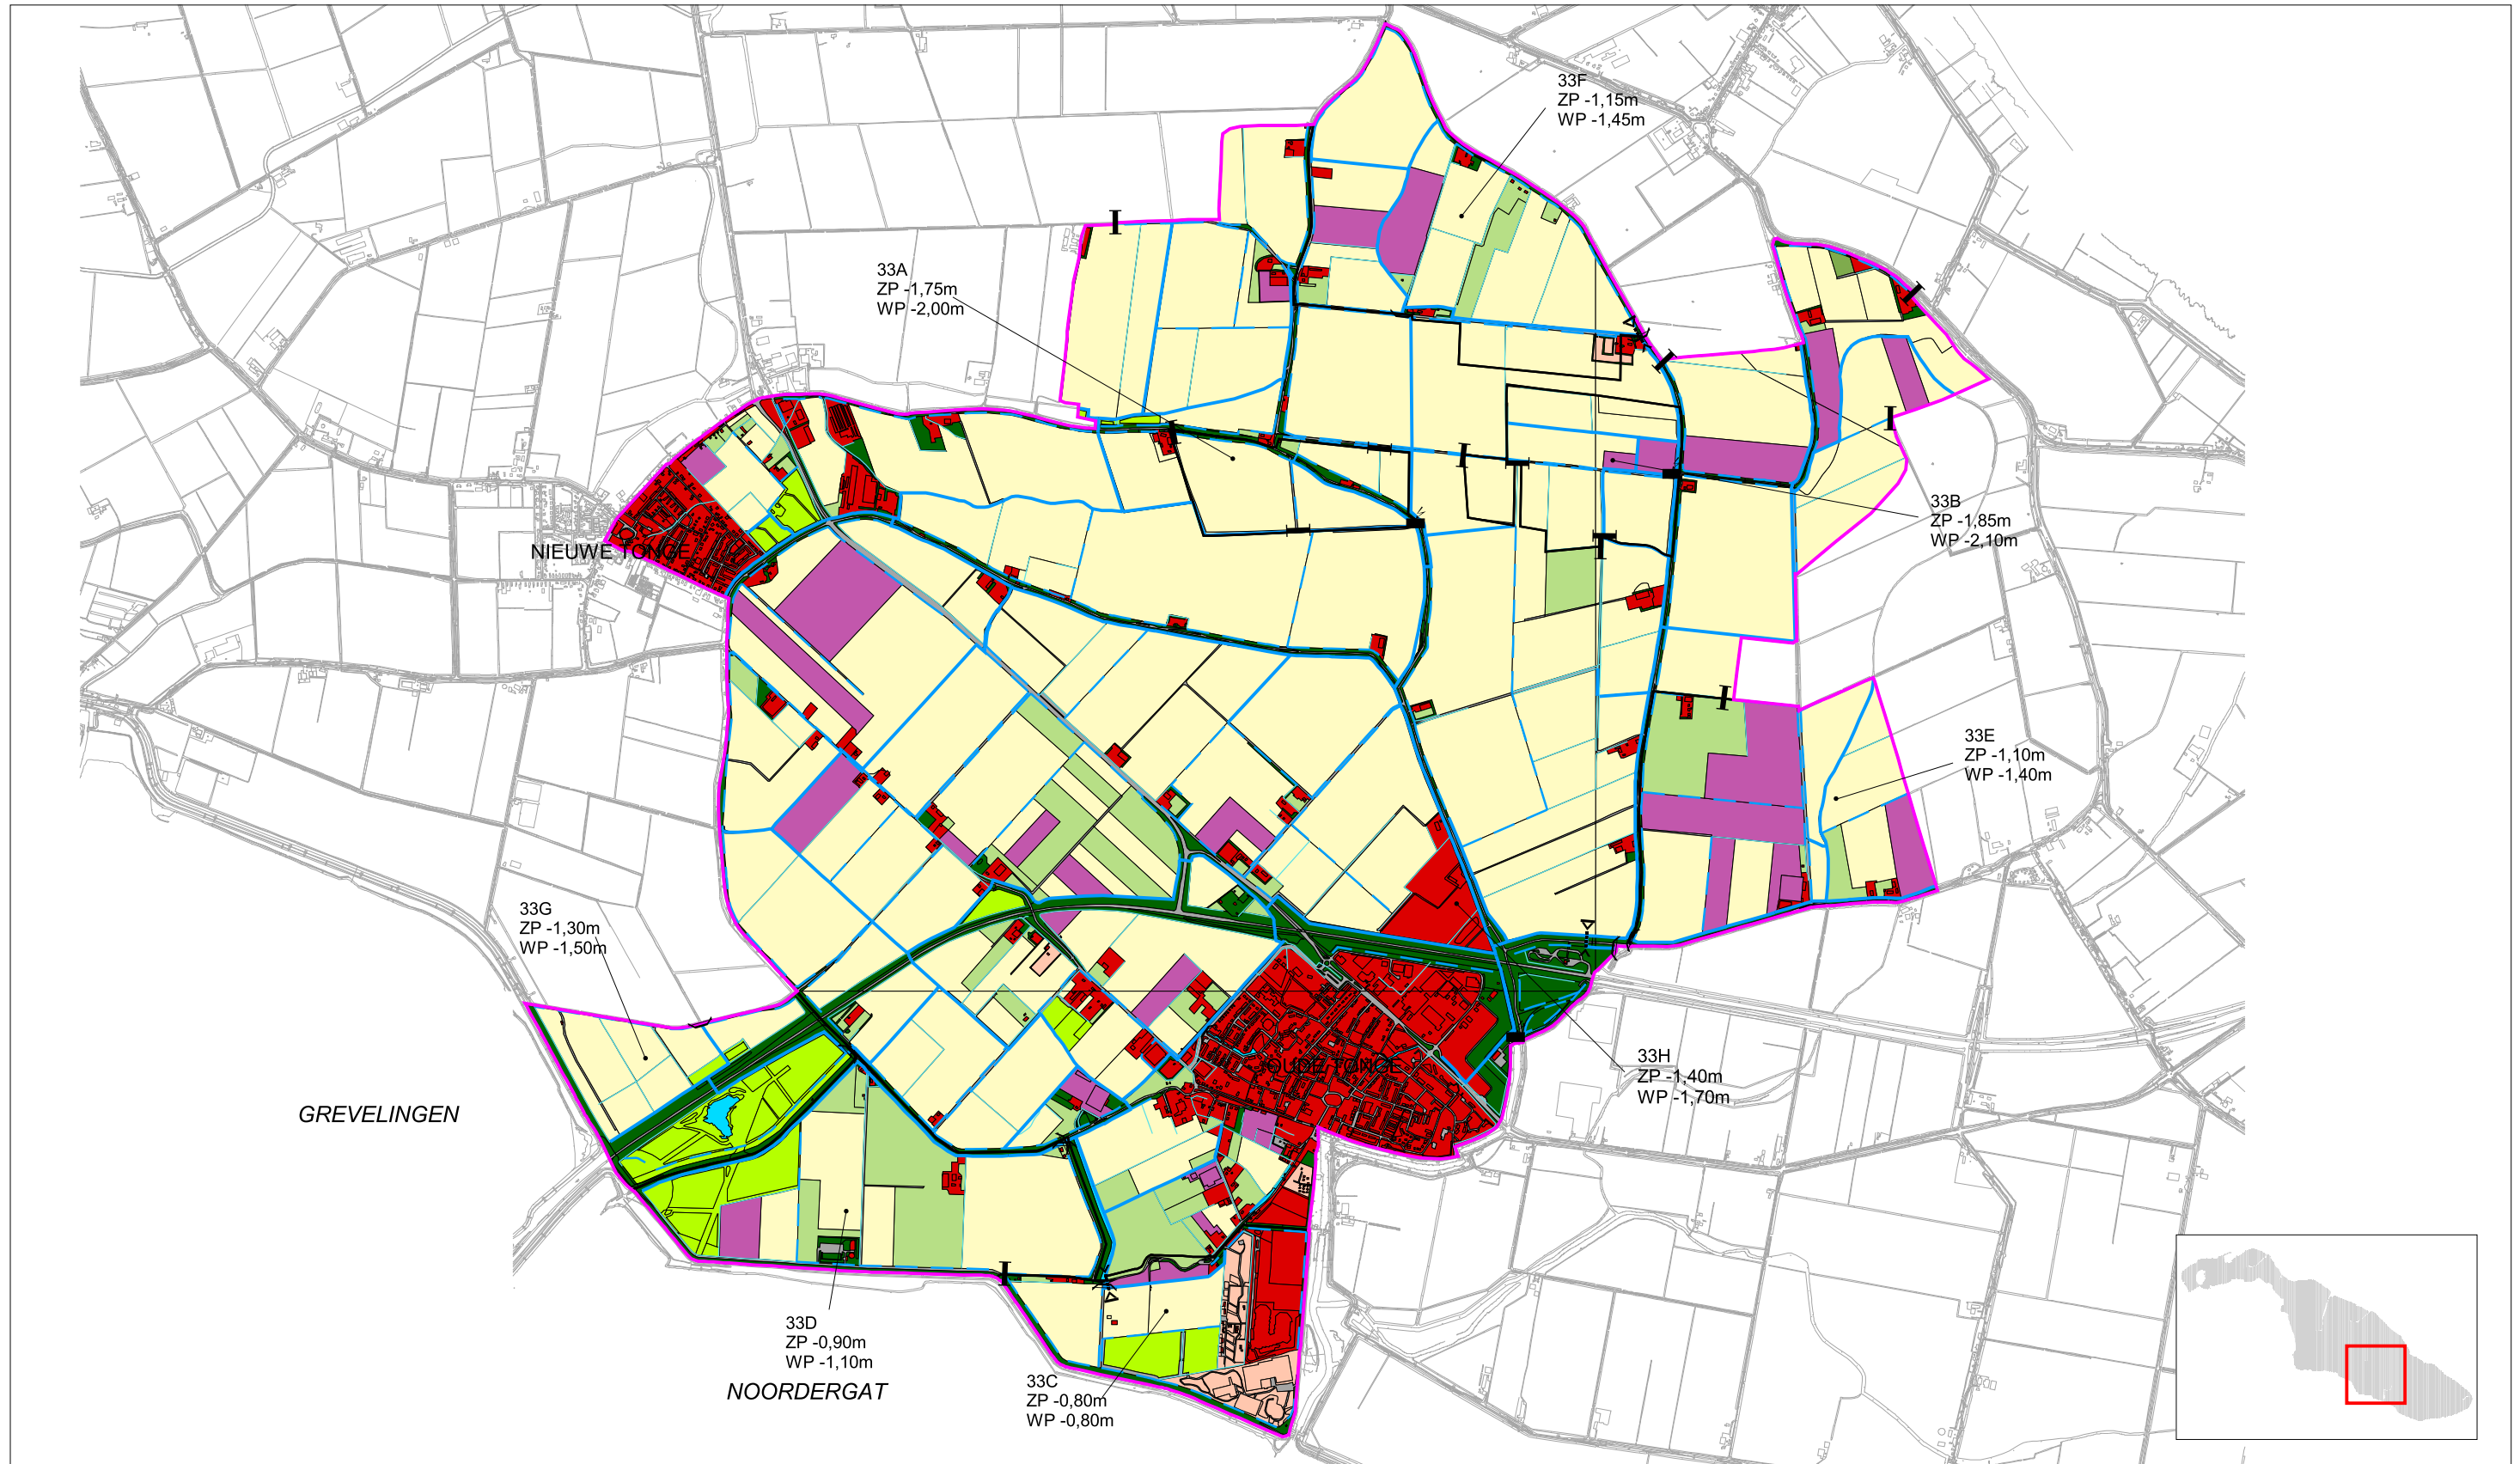 33F
ZP -1,15m
WP -1,45m
33A
ZP -1,75m
WP -2,00m
33B
ZP -1,85m
WP -2,10m
NIEUWE TONGE
33E
ZP -1,10m
WP -1,40m
33G
ZP -1,30m
WP -1,50m
33H
ZP -1,40m
WP -1,70m
OUDE TONGE
GREVELINGEN
33D
ZP -0,90m
WP -1,10m
NOORDERGAT
33C
ZP -0,80m
WP -0,80m